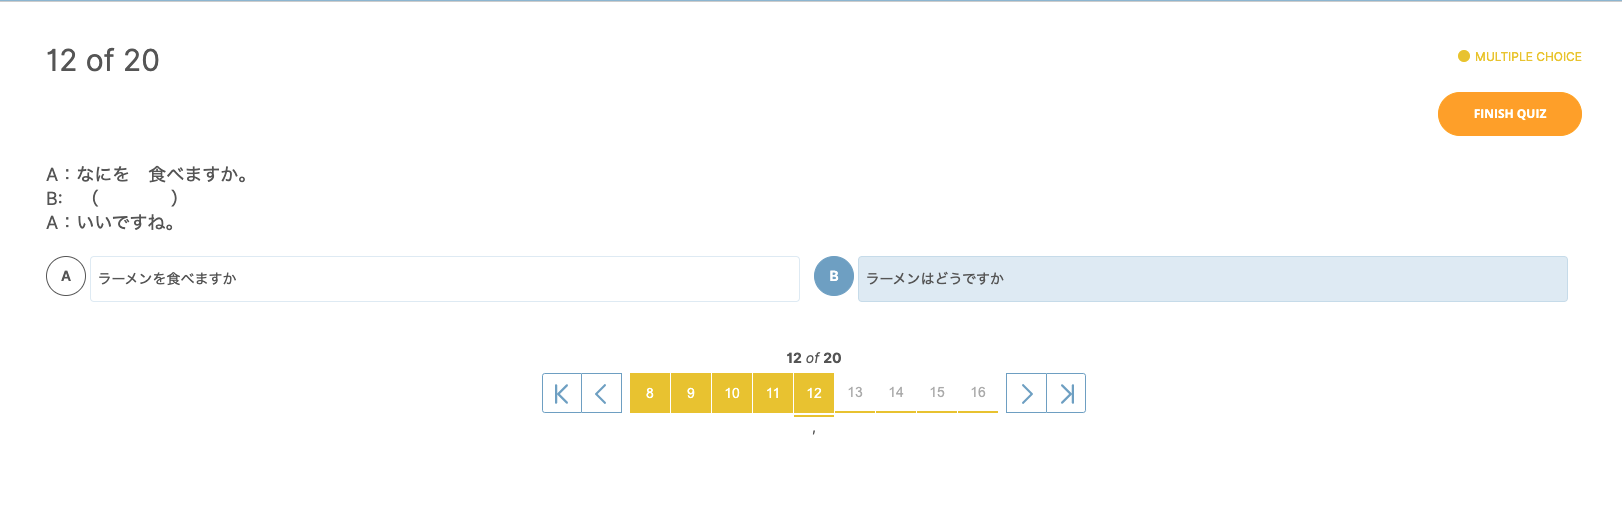 12 of 20
MULTIPLE CHOICE
FINISH QUIZ
A：なにを　食べますか。
B:　（　　　　）
A：いいですね。
A ラーメンを食べますか
B ラーメンはどうですか
12 of 20
8 9 10 11 12 13 14 15 16
,